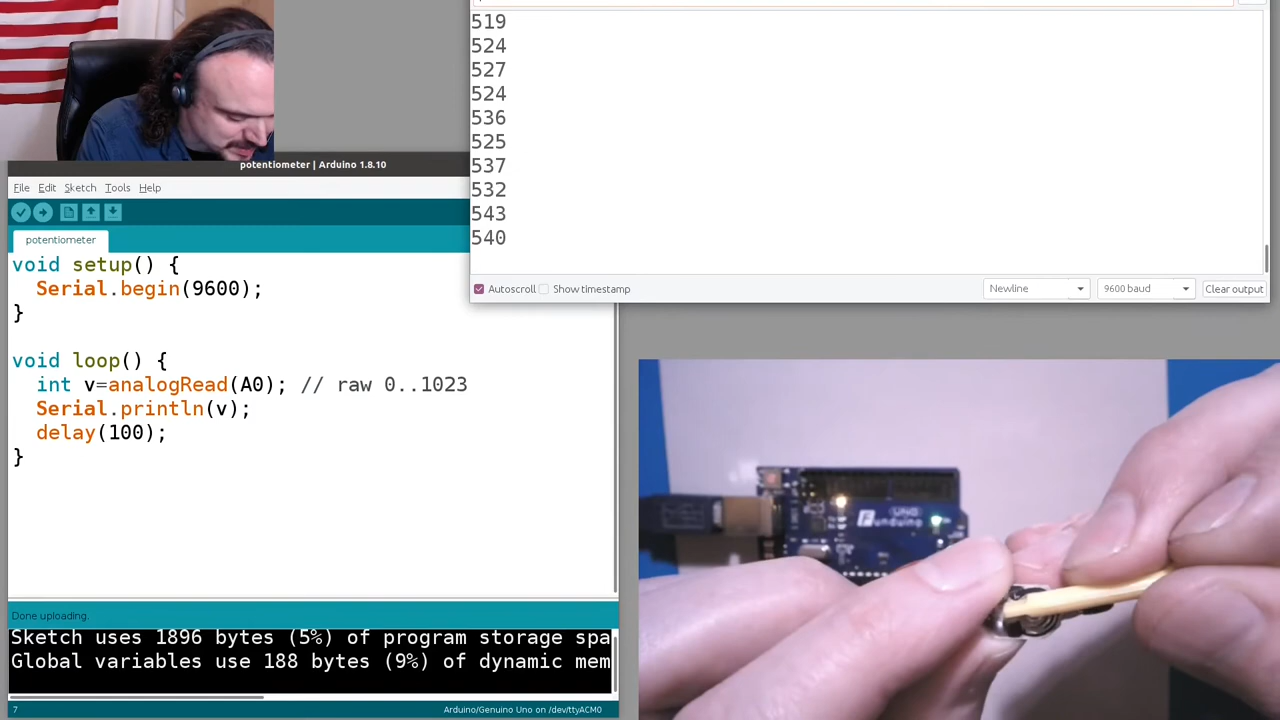 519
524
527
524
536
525
537
532
543
540
Autoscroll Show timestamp Newline 9600 baud Clear output
potentiometer | Arduino 1.8.10
File Edit Sketch Tools Help
potentiometer
void setup() {
Serial.begin(9600);
}
void loop() {
int v=analogRead(A0); // raw 0..1023
Serial.println(v);
delay(100);
}
Done uploading.
Sketch uses 1896 bytes (5%) of program storage spa
Global variables use 188 bytes (9%) of dynamic mem
7 Arduino/Genuino Uno on /dev/ttyACM0
UNO
Funduino